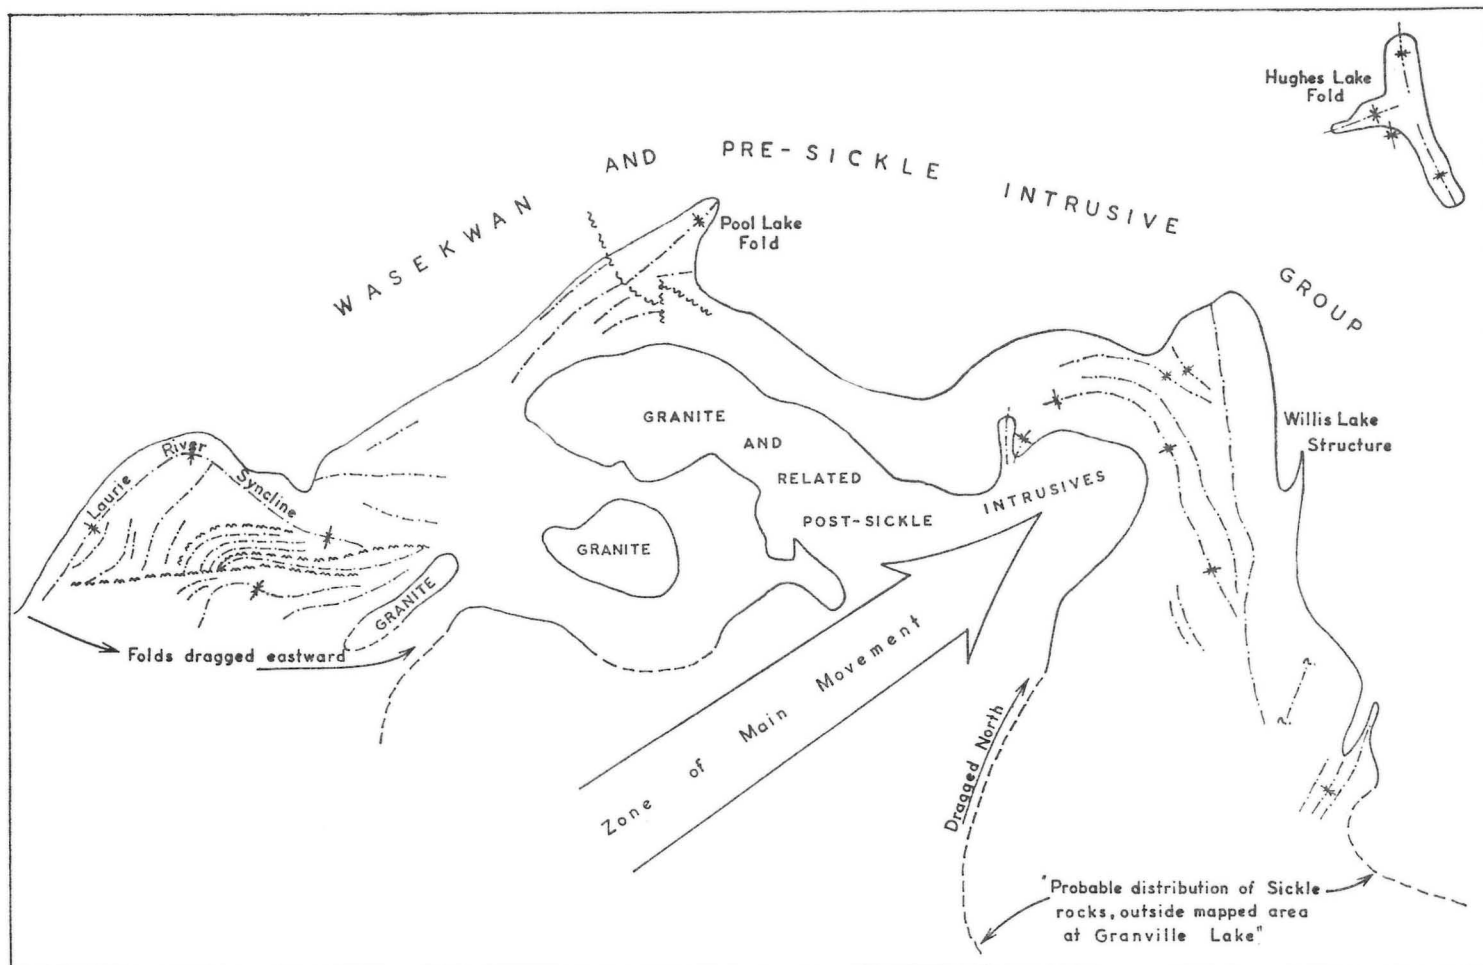 Hughes Lake
Fold
WASEKWAN AND PRE-SICKLE INTRUSIVE GROUP
Pool Lake
Fold
Willis Lake
Structure
Laurie River Syncline
GRANITE
AND
RELATED
POST-SICKLE INTRUSIVES
GRANITE
GRANITE
Folds dragged eastward
Zone of Main Movement
Dragged North
"Probable distribution of Sickle
rocks, outside mapped area
at Granville Lake"